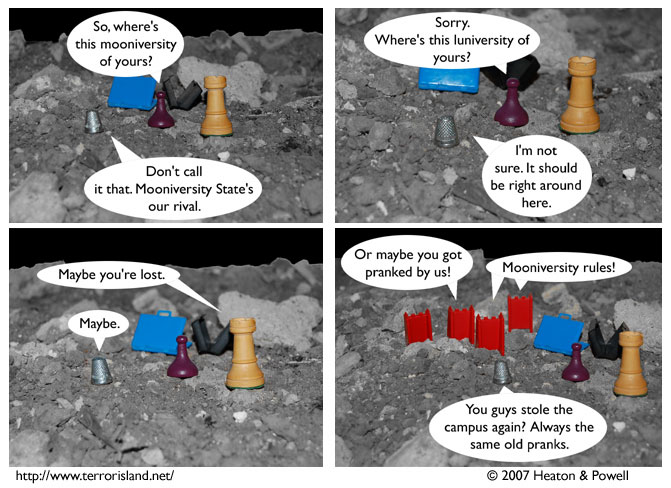 So, where's
this mooniversity
of yours?
Don't call
it that. Mooniversity State's
our rival.
Sorry.
Where's this luniversity of
yours?
I'm not
sure. It should
be right around
here.
Maybe you're lost.
Maybe.
Or maybe you got
pranked by us!
Mooniversity rules!
You guys stole the
campus again? Always the
same old pranks.
http://www.terrorisland.net/
© 2007 Heaton & Powell